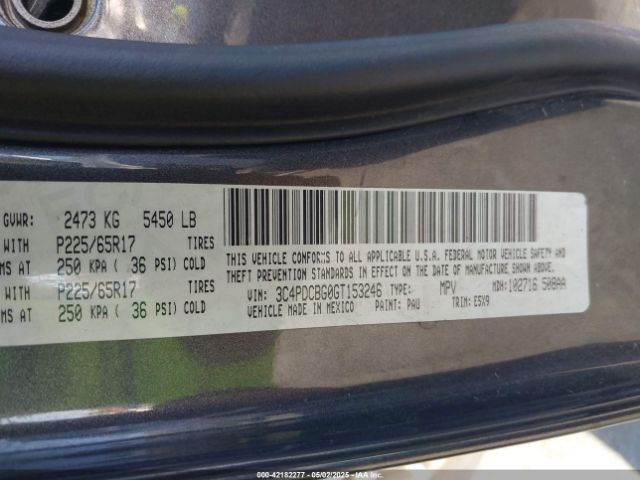 GVWR: 2473 KG 5450 LB
WITH P225/65R17 TIRES
MS AT 250 KPA ( 36 PSI) COLD
WITH P225/65R17 TIRES
MS AT 250 KPA ( 36 PSI) COLD
THIS VEHICLE CONFORMS TO ALL APPLICABLE U.S.A. FEDERAL MOTOR VEHICLE SAFETY AND
THEFT PREVENTION STANDARDS IN EFFECT ON THE DATE OF MANUFACTURE SHOWN ABOVE.
VIN: 3C4PDCBG0GT153246 TYPE: MPV MDH: 102716 508AA
VEHICLE MADE IN MEXICO PAINT: PAU TRIM: E5X9
000-42182277 - 05/02/2025 - IAA Inc.